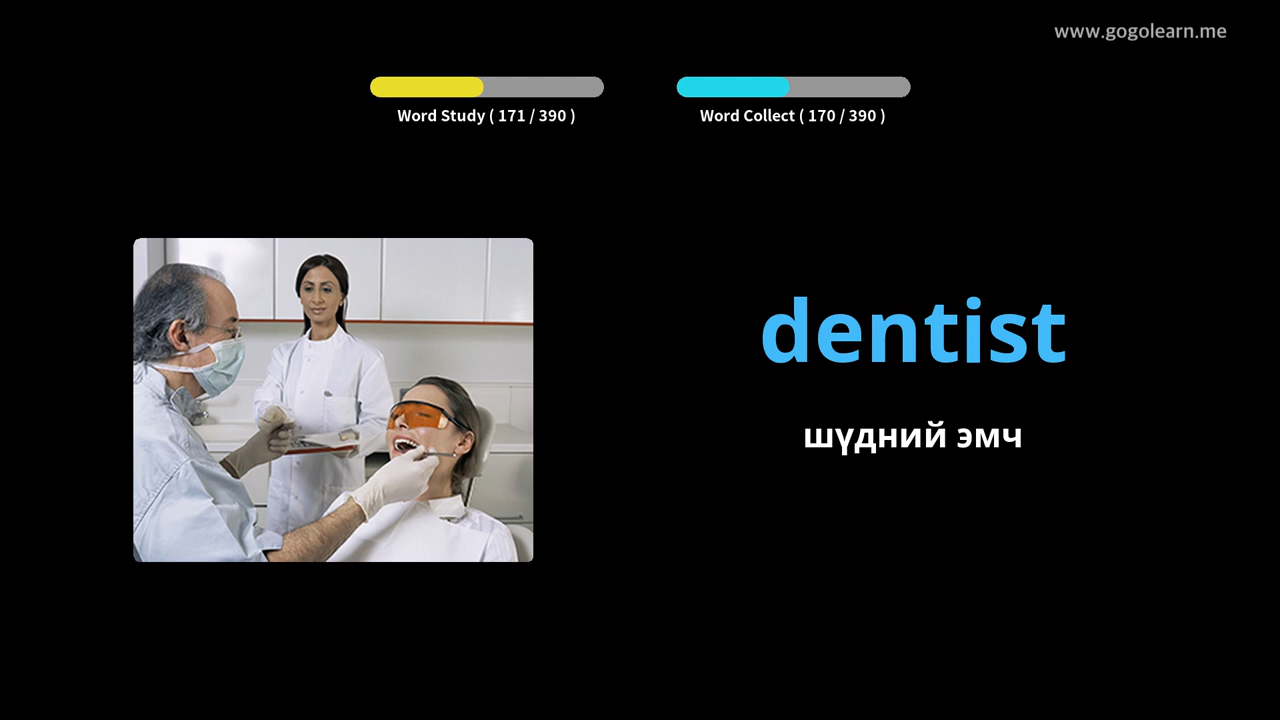 www.gogolearn.me
Word Study ( 171 / 390 )
Word Collect ( 170 / 390 )
dentist
шүдний эмч